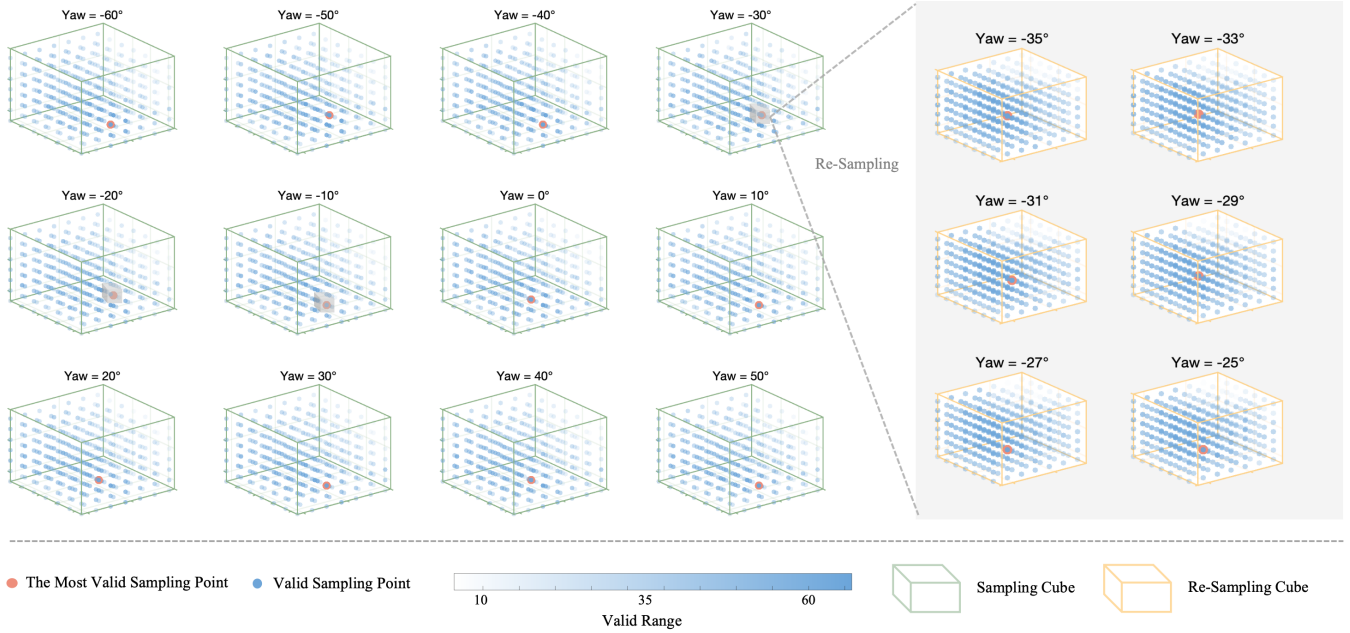 Yaw = -60°
Yaw = -50°
Yaw = -40°
Yaw = -30°
Yaw = -35°
Yaw = -33°
Re-Sampling
Yaw = -20°
Yaw = -10°
Yaw = 0°
Yaw = 10°
Yaw = -31°
Yaw = -29°
Yaw = 20°
Yaw = 30°
Yaw = 40°
Yaw = 50°
Yaw = -27°
Yaw = -25°
The Most Valid Sampling Point
Valid Sampling Point
10 35 60
Valid Range
Sampling Cube
Re-Sampling Cube